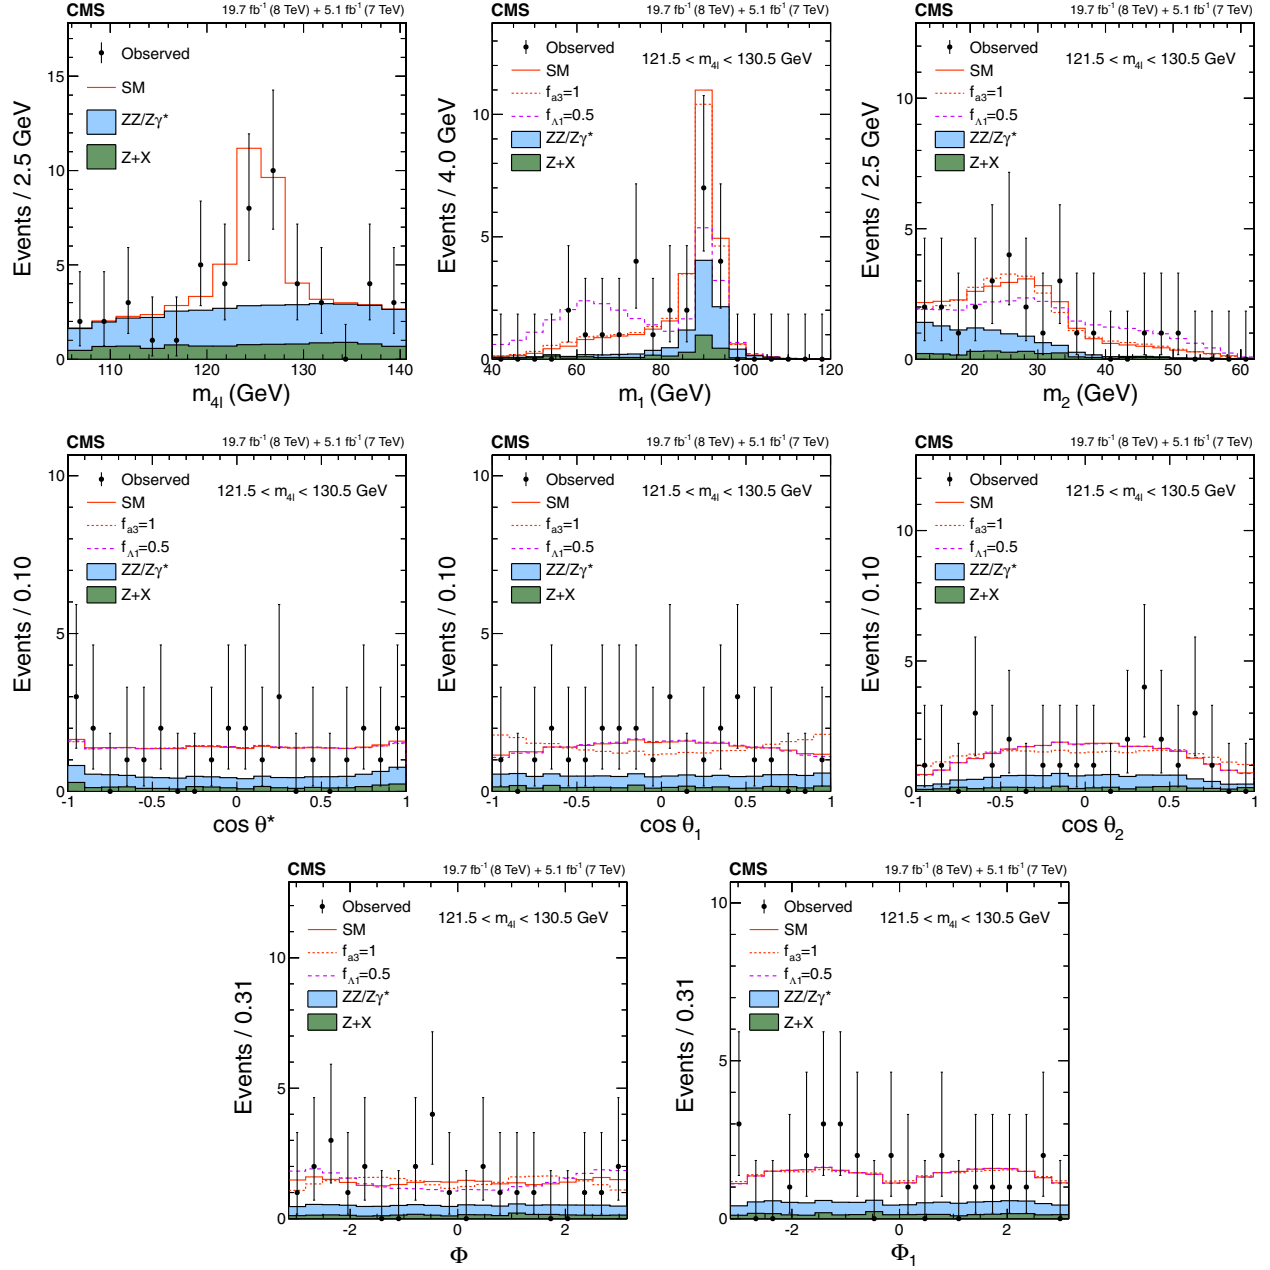 CMS
19.7 fb⁻¹ (8 TeV) + 5.1 fb⁻¹ (7 TeV)
Events / 2.5 GeV
15
10
5
0
Observed
SM
ZZ/Zγ*
Z+X
110
120
130
140
m4l (GeV)
CMS
19.7 fb⁻¹ (8 TeV) + 5.1 fb⁻¹ (7 TeV)
Events / 4.0 GeV
10
5
0
Observed
121.5 < m4l < 130.5 GeV
SM
fa3=1
fΛ1=0.5
ZZ/Zγ*
Z+X
40
60
80
100
120
m1 (GeV)
CMS
19.7 fb⁻¹ (8 TeV) + 5.1 fb⁻¹ (7 TeV)
Events / 2.5 GeV
10
5
0
Observed
121.5 < m4l < 130.5 GeV
SM
fa3=1
fΛ1=0.5
ZZ/Zγ*
Z+X
20
30
40
50
60
m2 (GeV)
CMS
19.7 fb⁻¹ (8 TeV) + 5.1 fb⁻¹ (7 TeV)
Events / 0.10
10
5
0
Observed
121.5 < m4l < 130.5 GeV
SM
fa3=1
fΛ1=0.5
ZZ/Zγ*
Z+X
-1
-0.5
0
0.5
1
cos θ*
CMS
19.7 fb⁻¹ (8 TeV) + 5.1 fb⁻¹ (7 TeV)
Events / 0.10
10
5
0
Observed
121.5 < m4l < 130.5 GeV
SM
fa3=1
fΛ1=0.5
ZZ/Zγ*
Z+X
-1
-0.5
0
0.5
1
cos θ1
CMS
19.7 fb⁻¹ (8 TeV) + 5.1 fb⁻¹ (7 TeV)
Events / 0.10
10
5
0
Observed
121.5 < m4l < 130.5 GeV
SM
fa3=1
fΛ1=0.5
ZZ/Zγ*
Z+X
-1
-0.5
0
0.5
1
cos θ2
CMS
19.7 fb⁻¹ (8 TeV) + 5.1 fb⁻¹ (7 TeV)
Events / 0.31
10
5
0
Observed
121.5 < m4l < 130.5 GeV
SM
fa3=1
fΛ1=0.5
ZZ/Zγ*
Z+X
-2
0
2
Φ
CMS
19.7 fb⁻¹ (8 TeV) + 5.1 fb⁻¹ (7 TeV)
Events / 0.31
10
5
0
Observed
121.5 < m4l < 130.5 GeV
SM
fa3=1
fΛ1=0.5
ZZ/Zγ*
Z+X
-2
0
2
Φ1